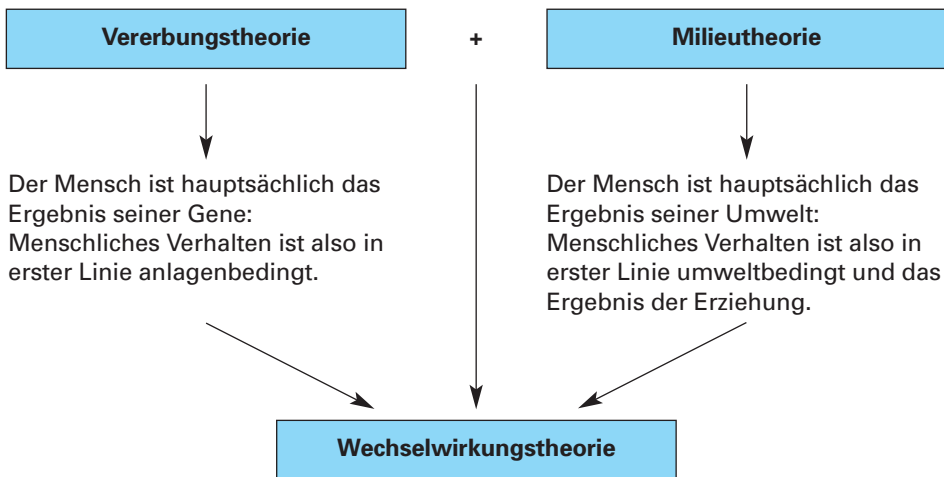 Vererbungstheorie + Milieutheorie
Der Mensch ist hauptsächlich das
Ergebnis seiner Gene:
Menschliches Verhalten ist also in
erster Linie anlagenbedingt.
Der Mensch ist hauptsächlich das
Ergebnis seiner Umwelt:
Menschliches Verhalten ist also in
erster Linie umweltbedingt und das
Ergebnis der Erziehung.
Wechselwirkungstheorie